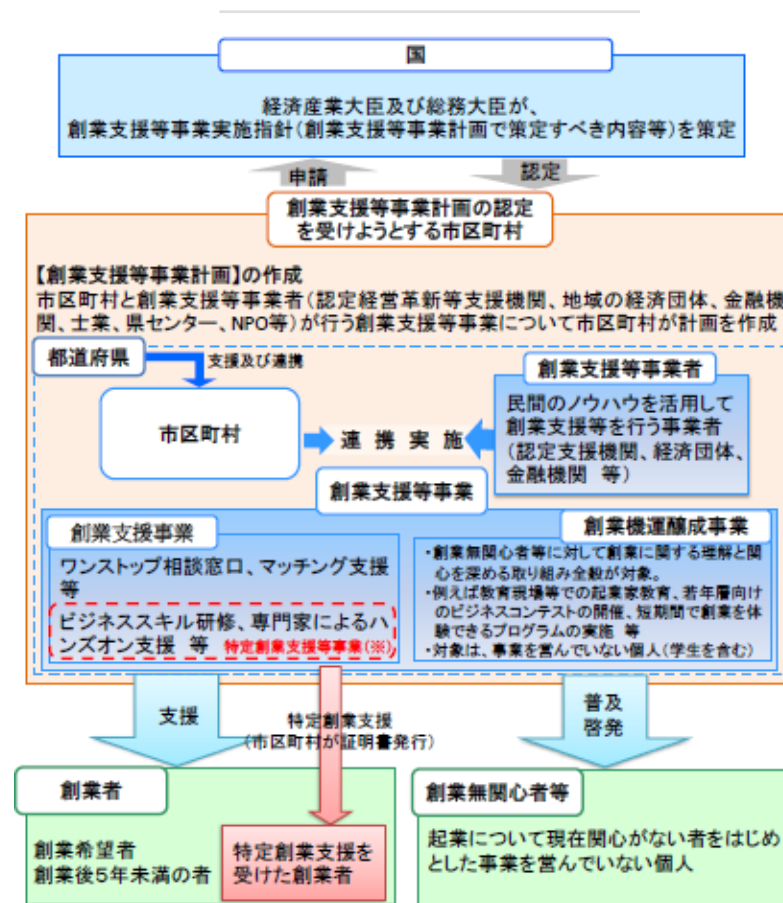 国
経済産業大臣及び総務大臣が、
創業支援等事業実施指針(創業支援等事業計画で策定すべき内容等)を策定
申請
認定
創業支援等事業計画の認定
を受けようとする市区町村
【創業支援等事業計画】の作成
市区町村と創業支援等事業者(認定経営革新等支援機関、地域の経済団体、金融機
関、士業、県センター、NPO等)が行う創業支援等事業について市区町村が計画を作成
都道府県
支援及び連携
市区町村
連携実施
創業支援等事業者
民間のノウハウを活用して
創業支援等を行う事業者
(認定支援機関、経済団体、
金融機関 等)
創業支援等事業
創業支援事業
ワンストップ相談窓口、マッチング支援
等
ビジネススキル研修、専門家によるハ
ンズオン支援 等 特定創業支援等事業(※)
創業機運醸成事業
・創業無関心者等に対して創業に関する理解と関
心を深める取り組み全般が対象。
・例えば教育現場等での起業家教育、若年層向け
のビジネスコンテストの開催、短期間で創業を体
験できるプログラムの実施 等
・対象は、事業を営んでいない個人(学生を含む)
支援
特定創業支援
(市区町村が証明書発行)
普及
啓発
創業者
創業希望者
創業後5年未満の者
特定創業支援を
受けた創業者
創業無関心者等
起業について現在関心がない者をはじめ
とした事業を営んでいない個人